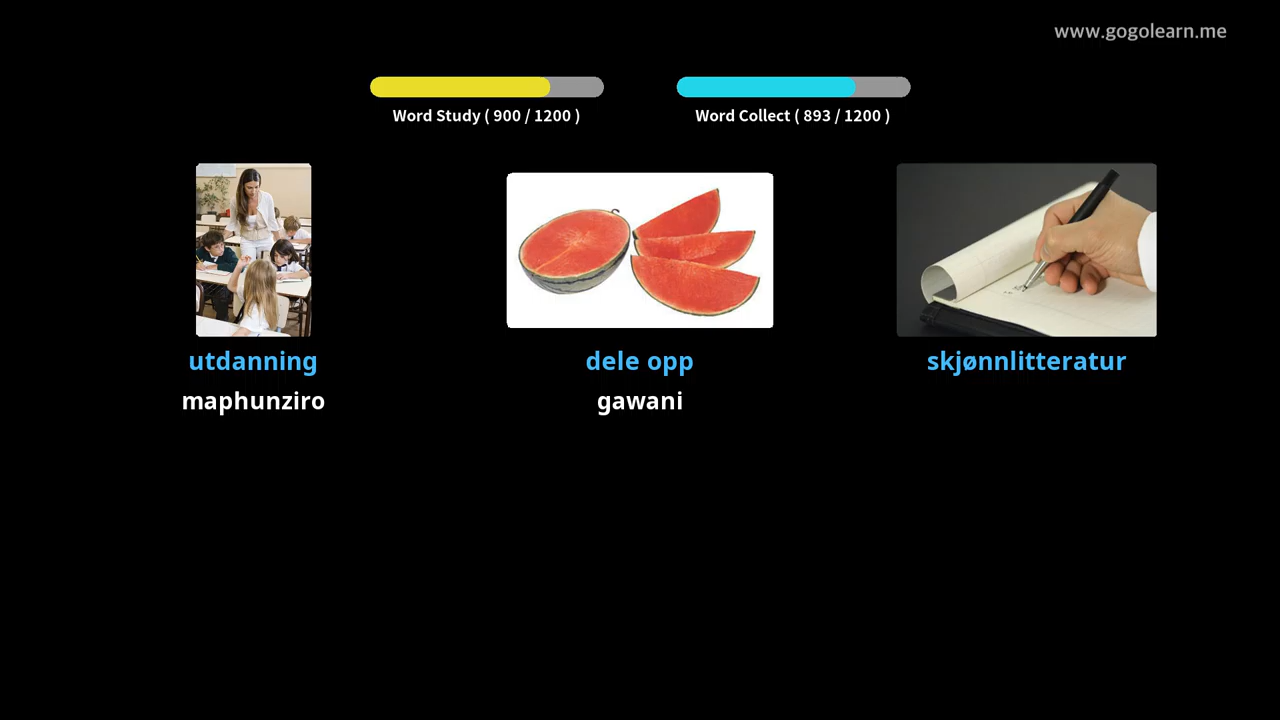 www.gogolearn.me
Word Study ( 900 / 1200 )
Word Collect ( 893 / 1200 )
utdanning
maphunziro
dele opp
gawani
skjønnlitteratur